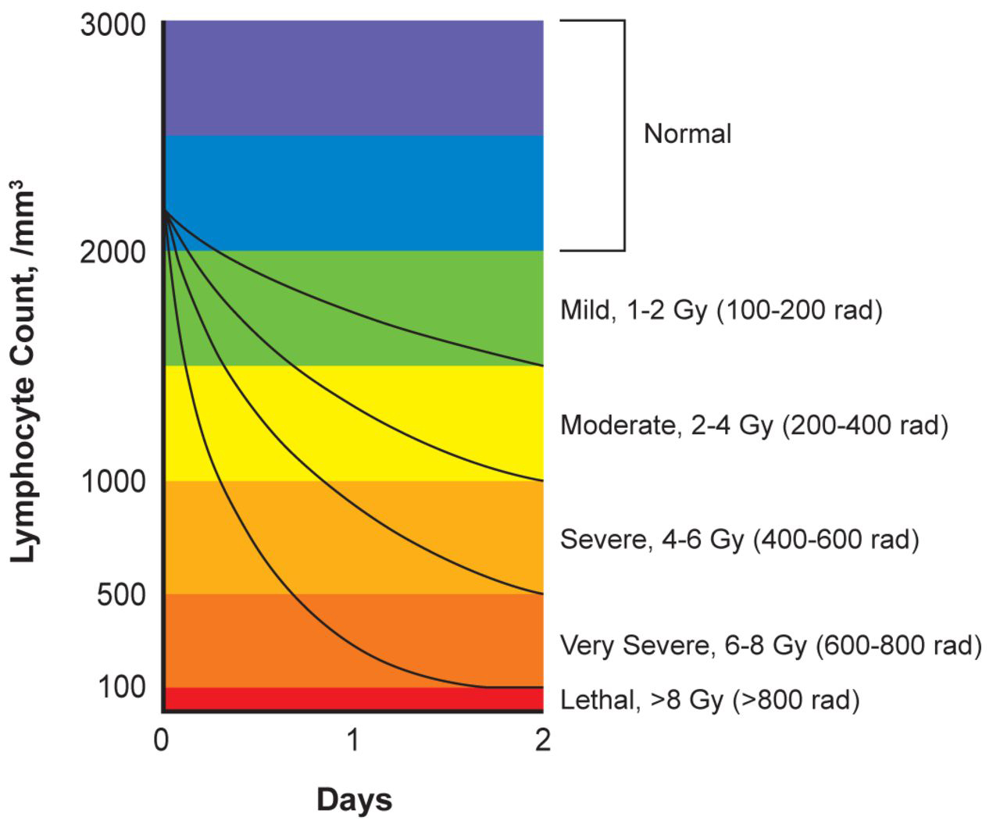 Lymphocyte Count, /mm³
3000
2000
1000
500
100
Normal
Mild, 1-2 Gy (100-200 rad)
Moderate, 2-4 Gy (200-400 rad)
Severe, 4-6 Gy (400-600 rad)
Very Severe, 6-8 Gy (600-800 rad)
Lethal, >8 Gy (>800 rad)
0 1 2
Days